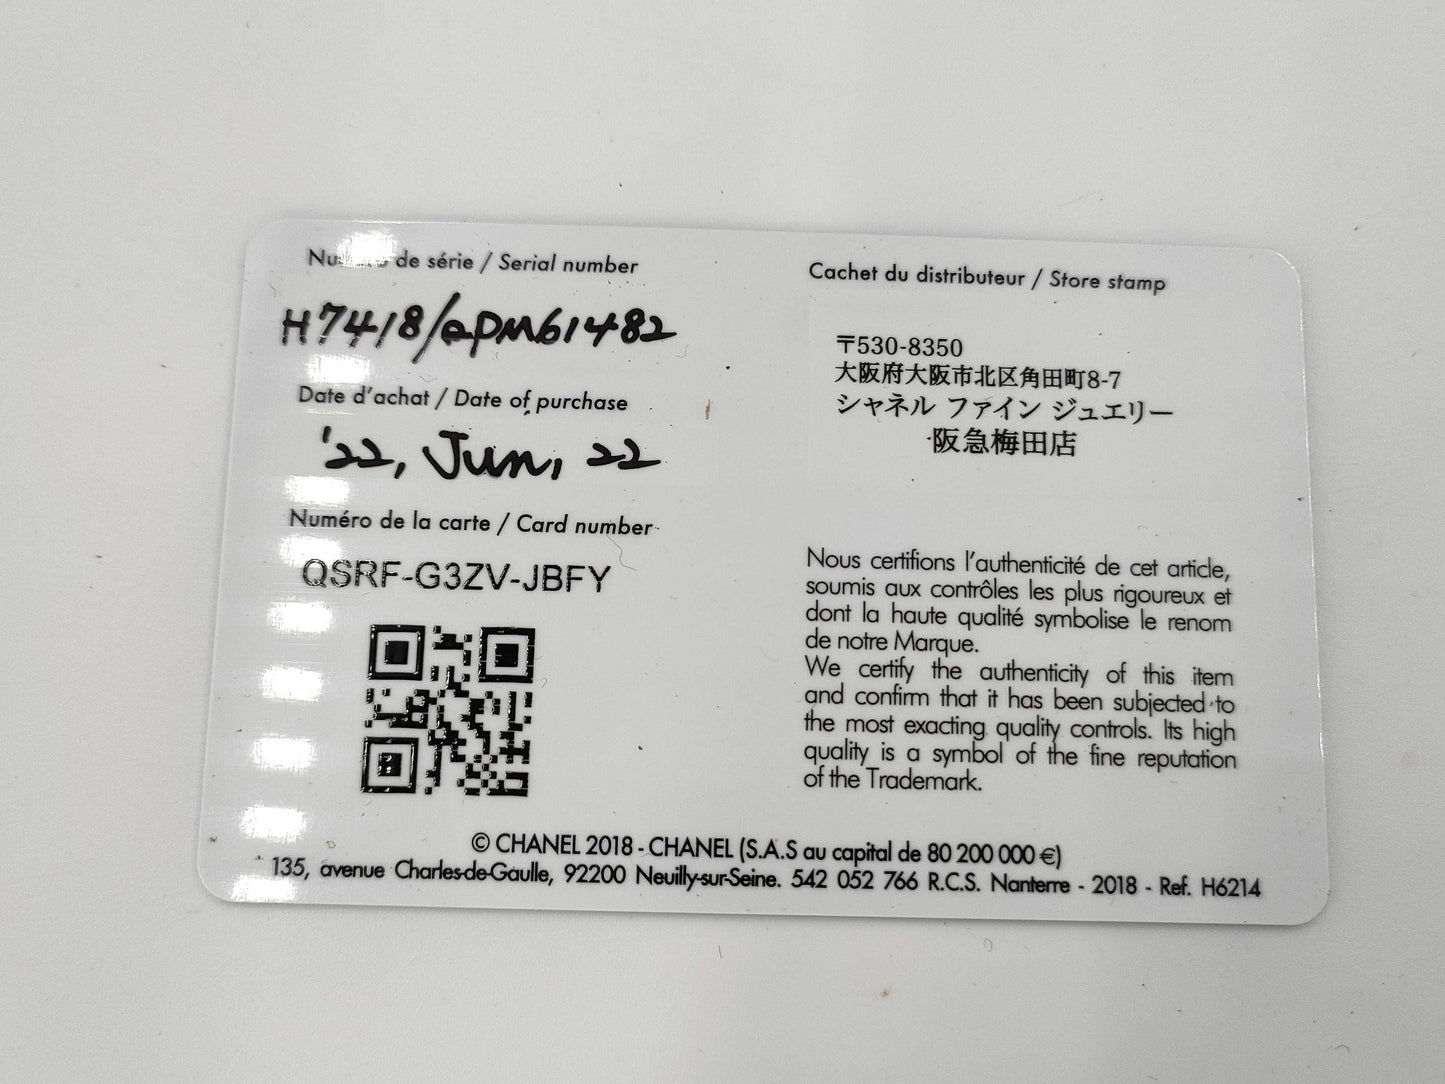 Numéro de série / Serial number
H7418/aPM61482
Date d'achat / Date of purchase
'22, Jun, 22
Numéro de la carte / Card number
QSRF-G3ZV-JBFY
Cachet du distributeur / Store stamp
〒530-8350
大阪府大阪市北区角田町8-7
シャネル ファイン ジュエリー
阪急梅田店
Nous certifions l'authenticité de cet article,
soumis aux contrôles les plus rigoureux et
dont la haute qualité symbolise le renom
de notre Marque.
We certify the authenticity of this item
and confirm that it has been subjected to
the most exacting quality controls. Its high
quality is a symbol of the fine reputation
of the Trademark.
© CHANEL 2018 - CHANEL (S.A.S au capital de 80 200 000 €)
135, avenue Charles-de-Gaulle, 92200 Neuilly-sur-Seine. 542 052 766 R.C.S. Nanterre - 2018 - Ref. H6214